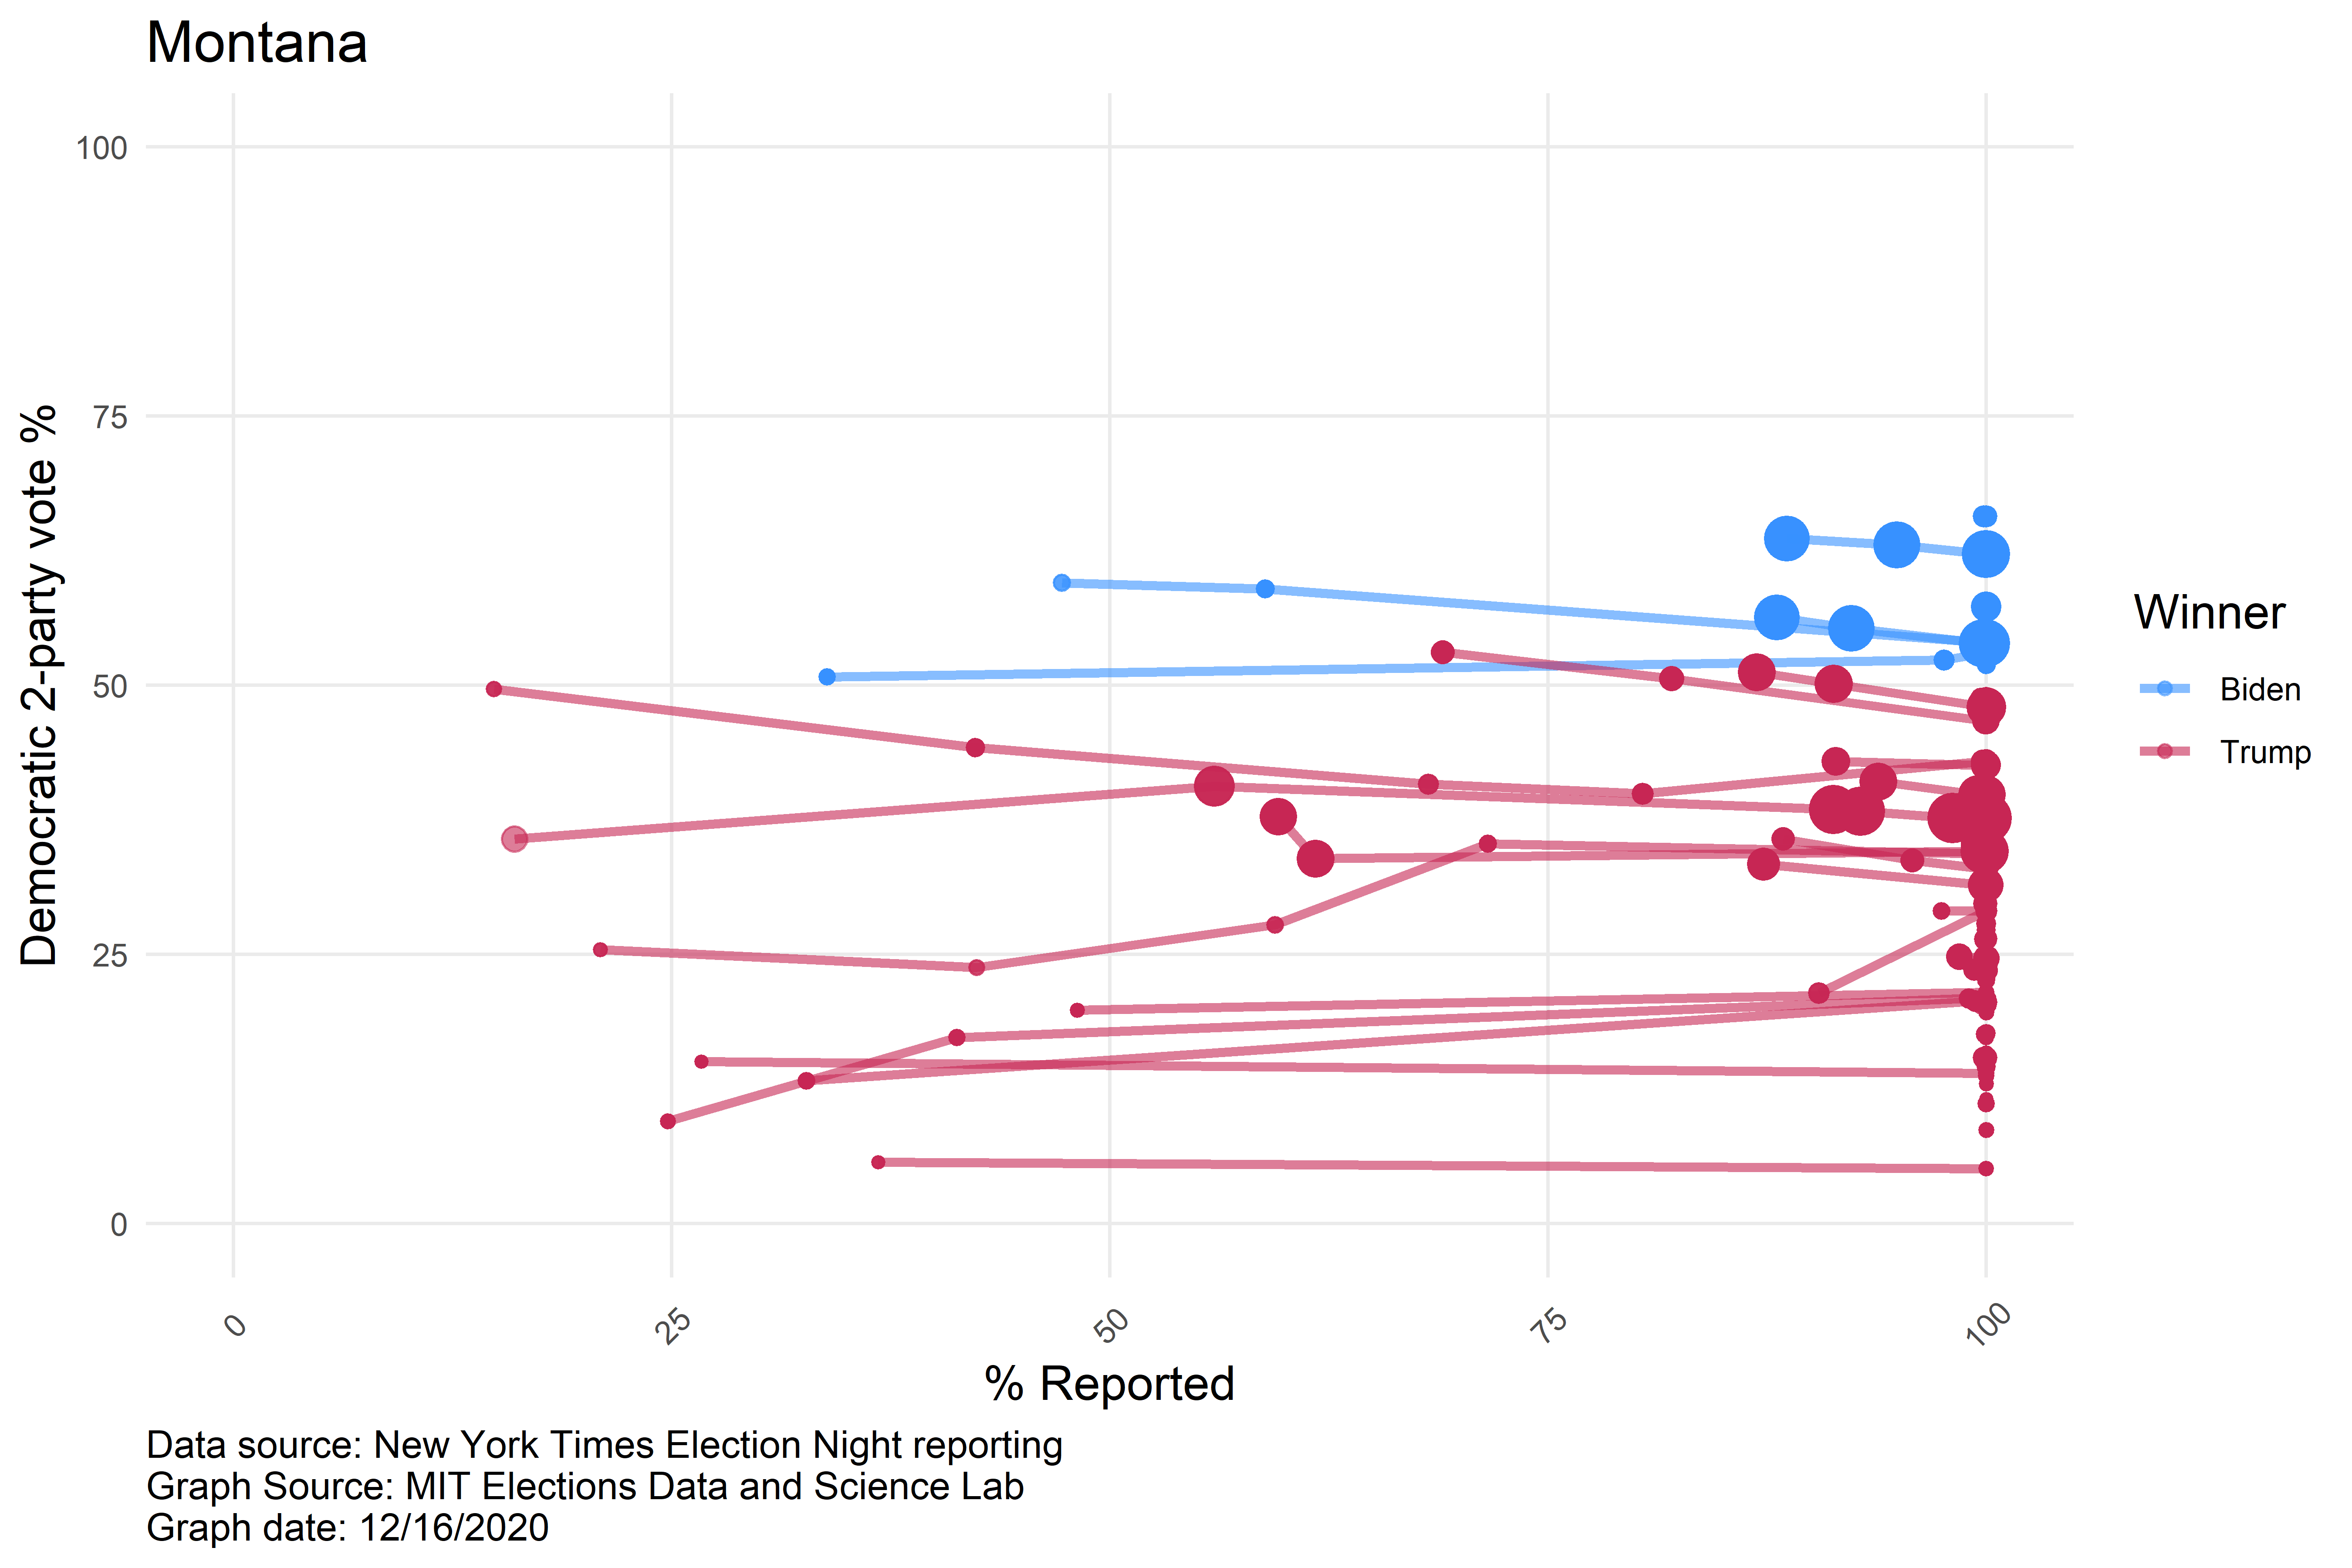 Montana
Democratic 2-party vote %
100
75
50
25
0
0
25
50
75
100
% Reported
Winner
Biden
Trump
Data source: New York Times Election Night reporting
Graph Source: MIT Elections Data and Science Lab
Graph date: 12/16/2020